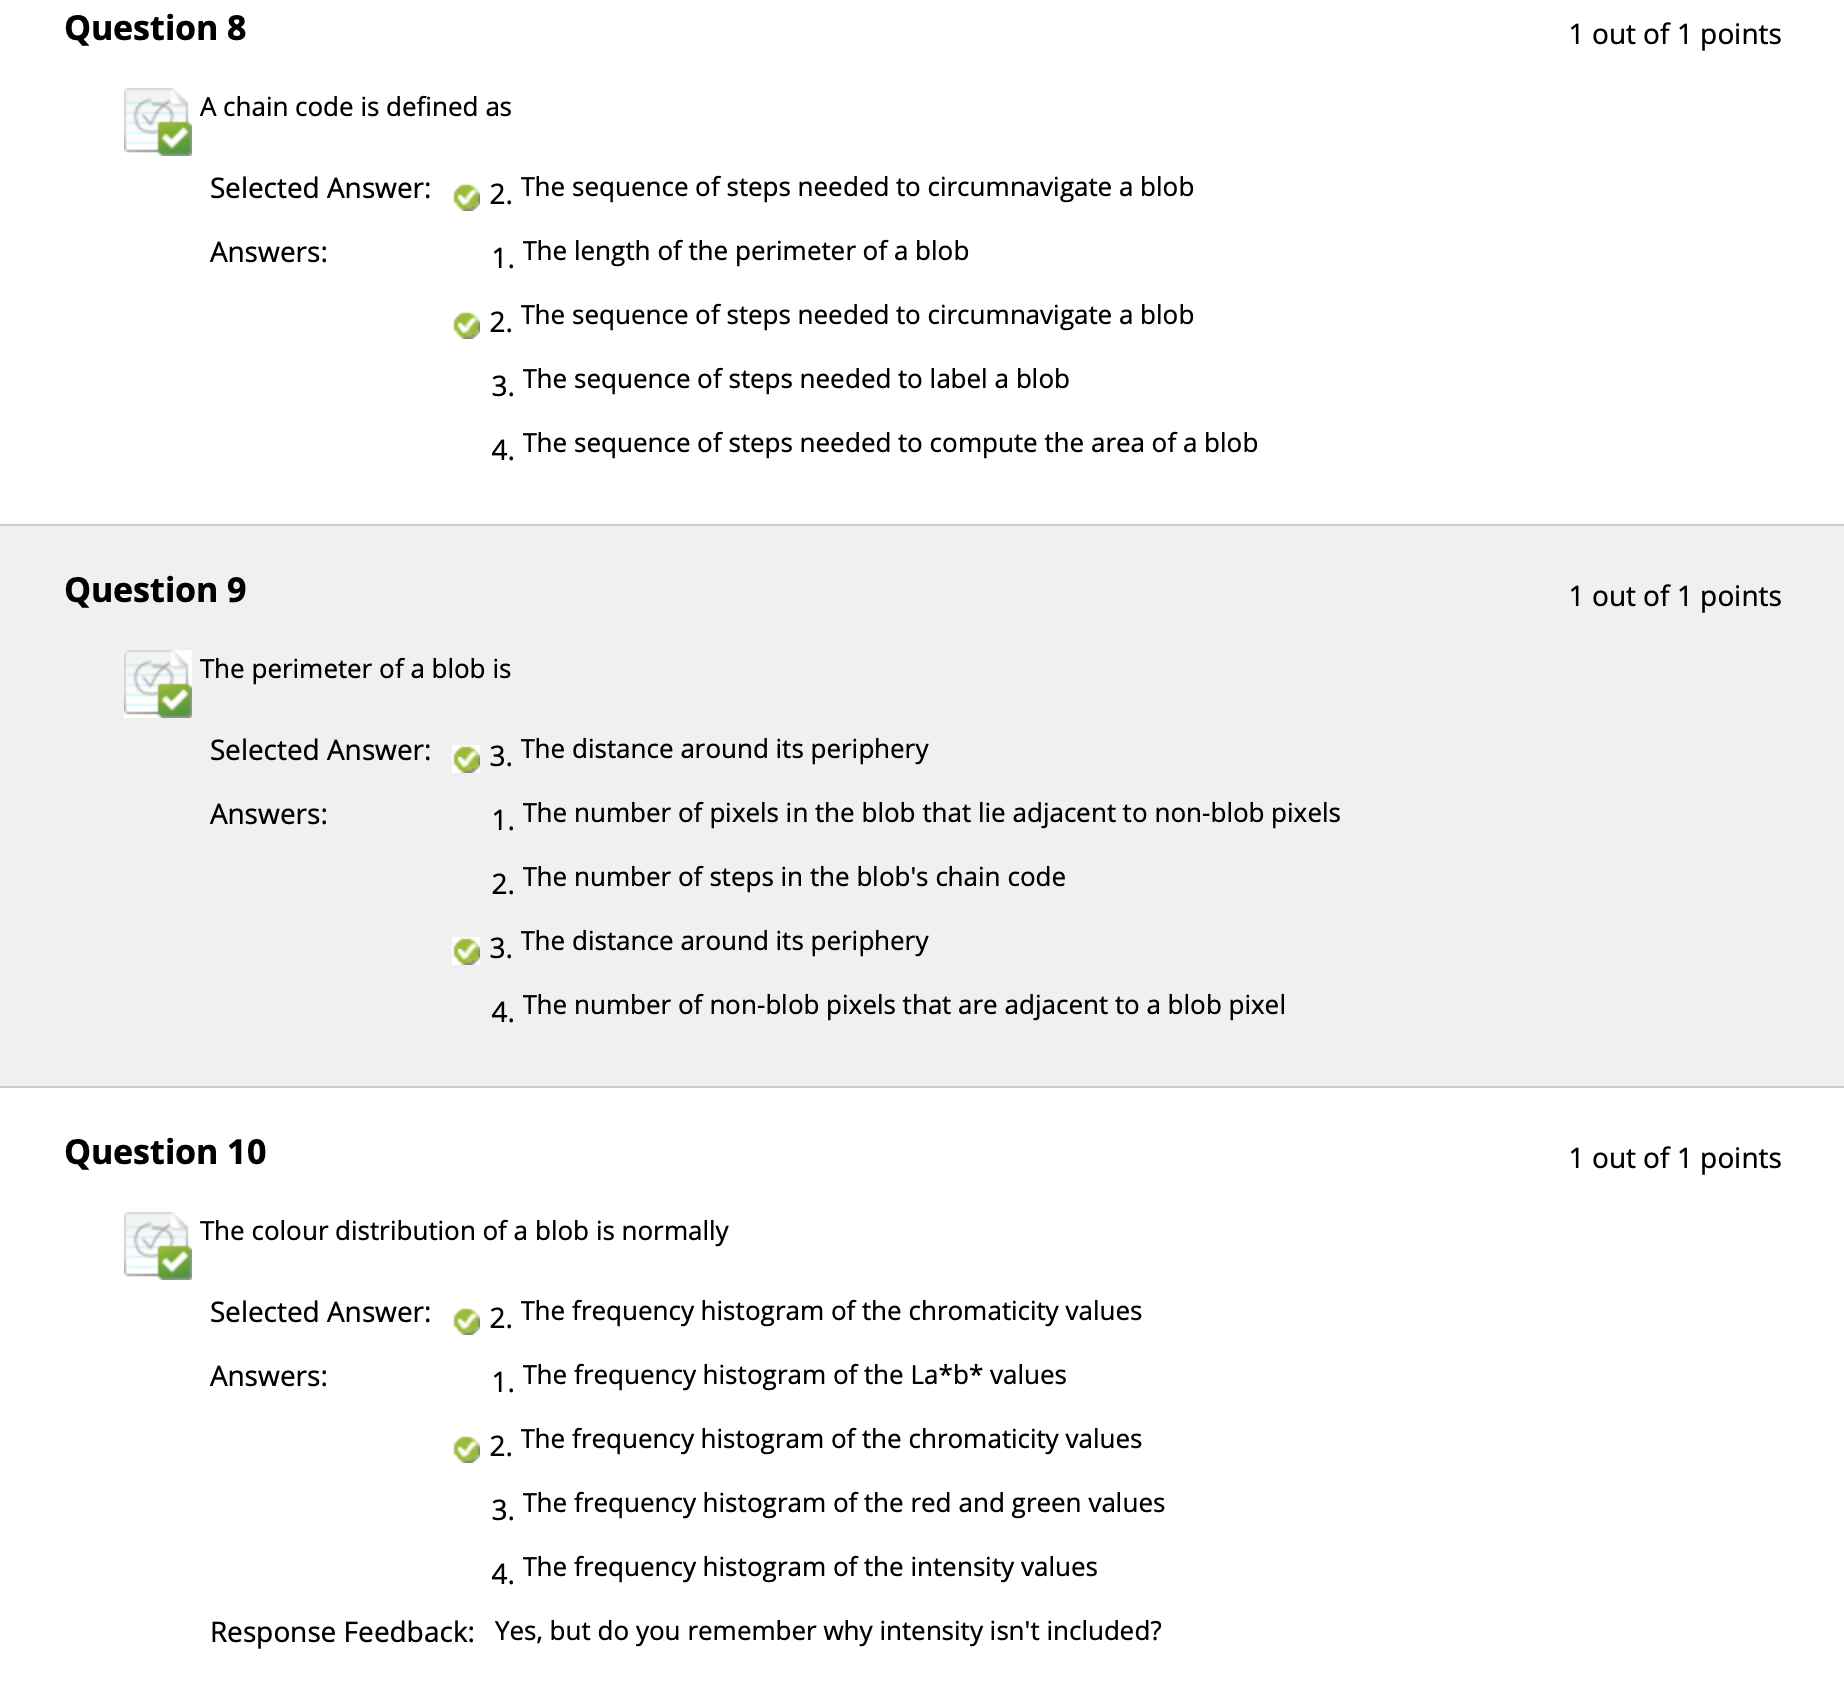 Question 8
1 out of 1 points
A chain code is defined as
Selected Answer: 2. The sequence of steps needed to circumnavigate a blob
Answers: 1. The length of the perimeter of a blob
2. The sequence of steps needed to circumnavigate a blob
3. The sequence of steps needed to label a blob
4. The sequence of steps needed to compute the area of a blob
Question 9
1 out of 1 points
The perimeter of a blob is
Selected Answer: 3. The distance around its periphery
Answers: 1. The number of pixels in the blob that lie adjacent to non-blob pixels
2. The number of steps in the blob's chain code
3. The distance around its periphery
4. The number of non-blob pixels that are adjacent to a blob pixel
Question 10
1 out of 1 points
The colour distribution of a blob is normally
Selected Answer: 2. The frequency histogram of the chromaticity values
Answers: 1. The frequency histogram of the La*b* values
2. The frequency histogram of the chromaticity values
3. The frequency histogram of the red and green values
4. The frequency histogram of the intensity values
Response Feedback: Yes, but do you remember why intensity isn't included?